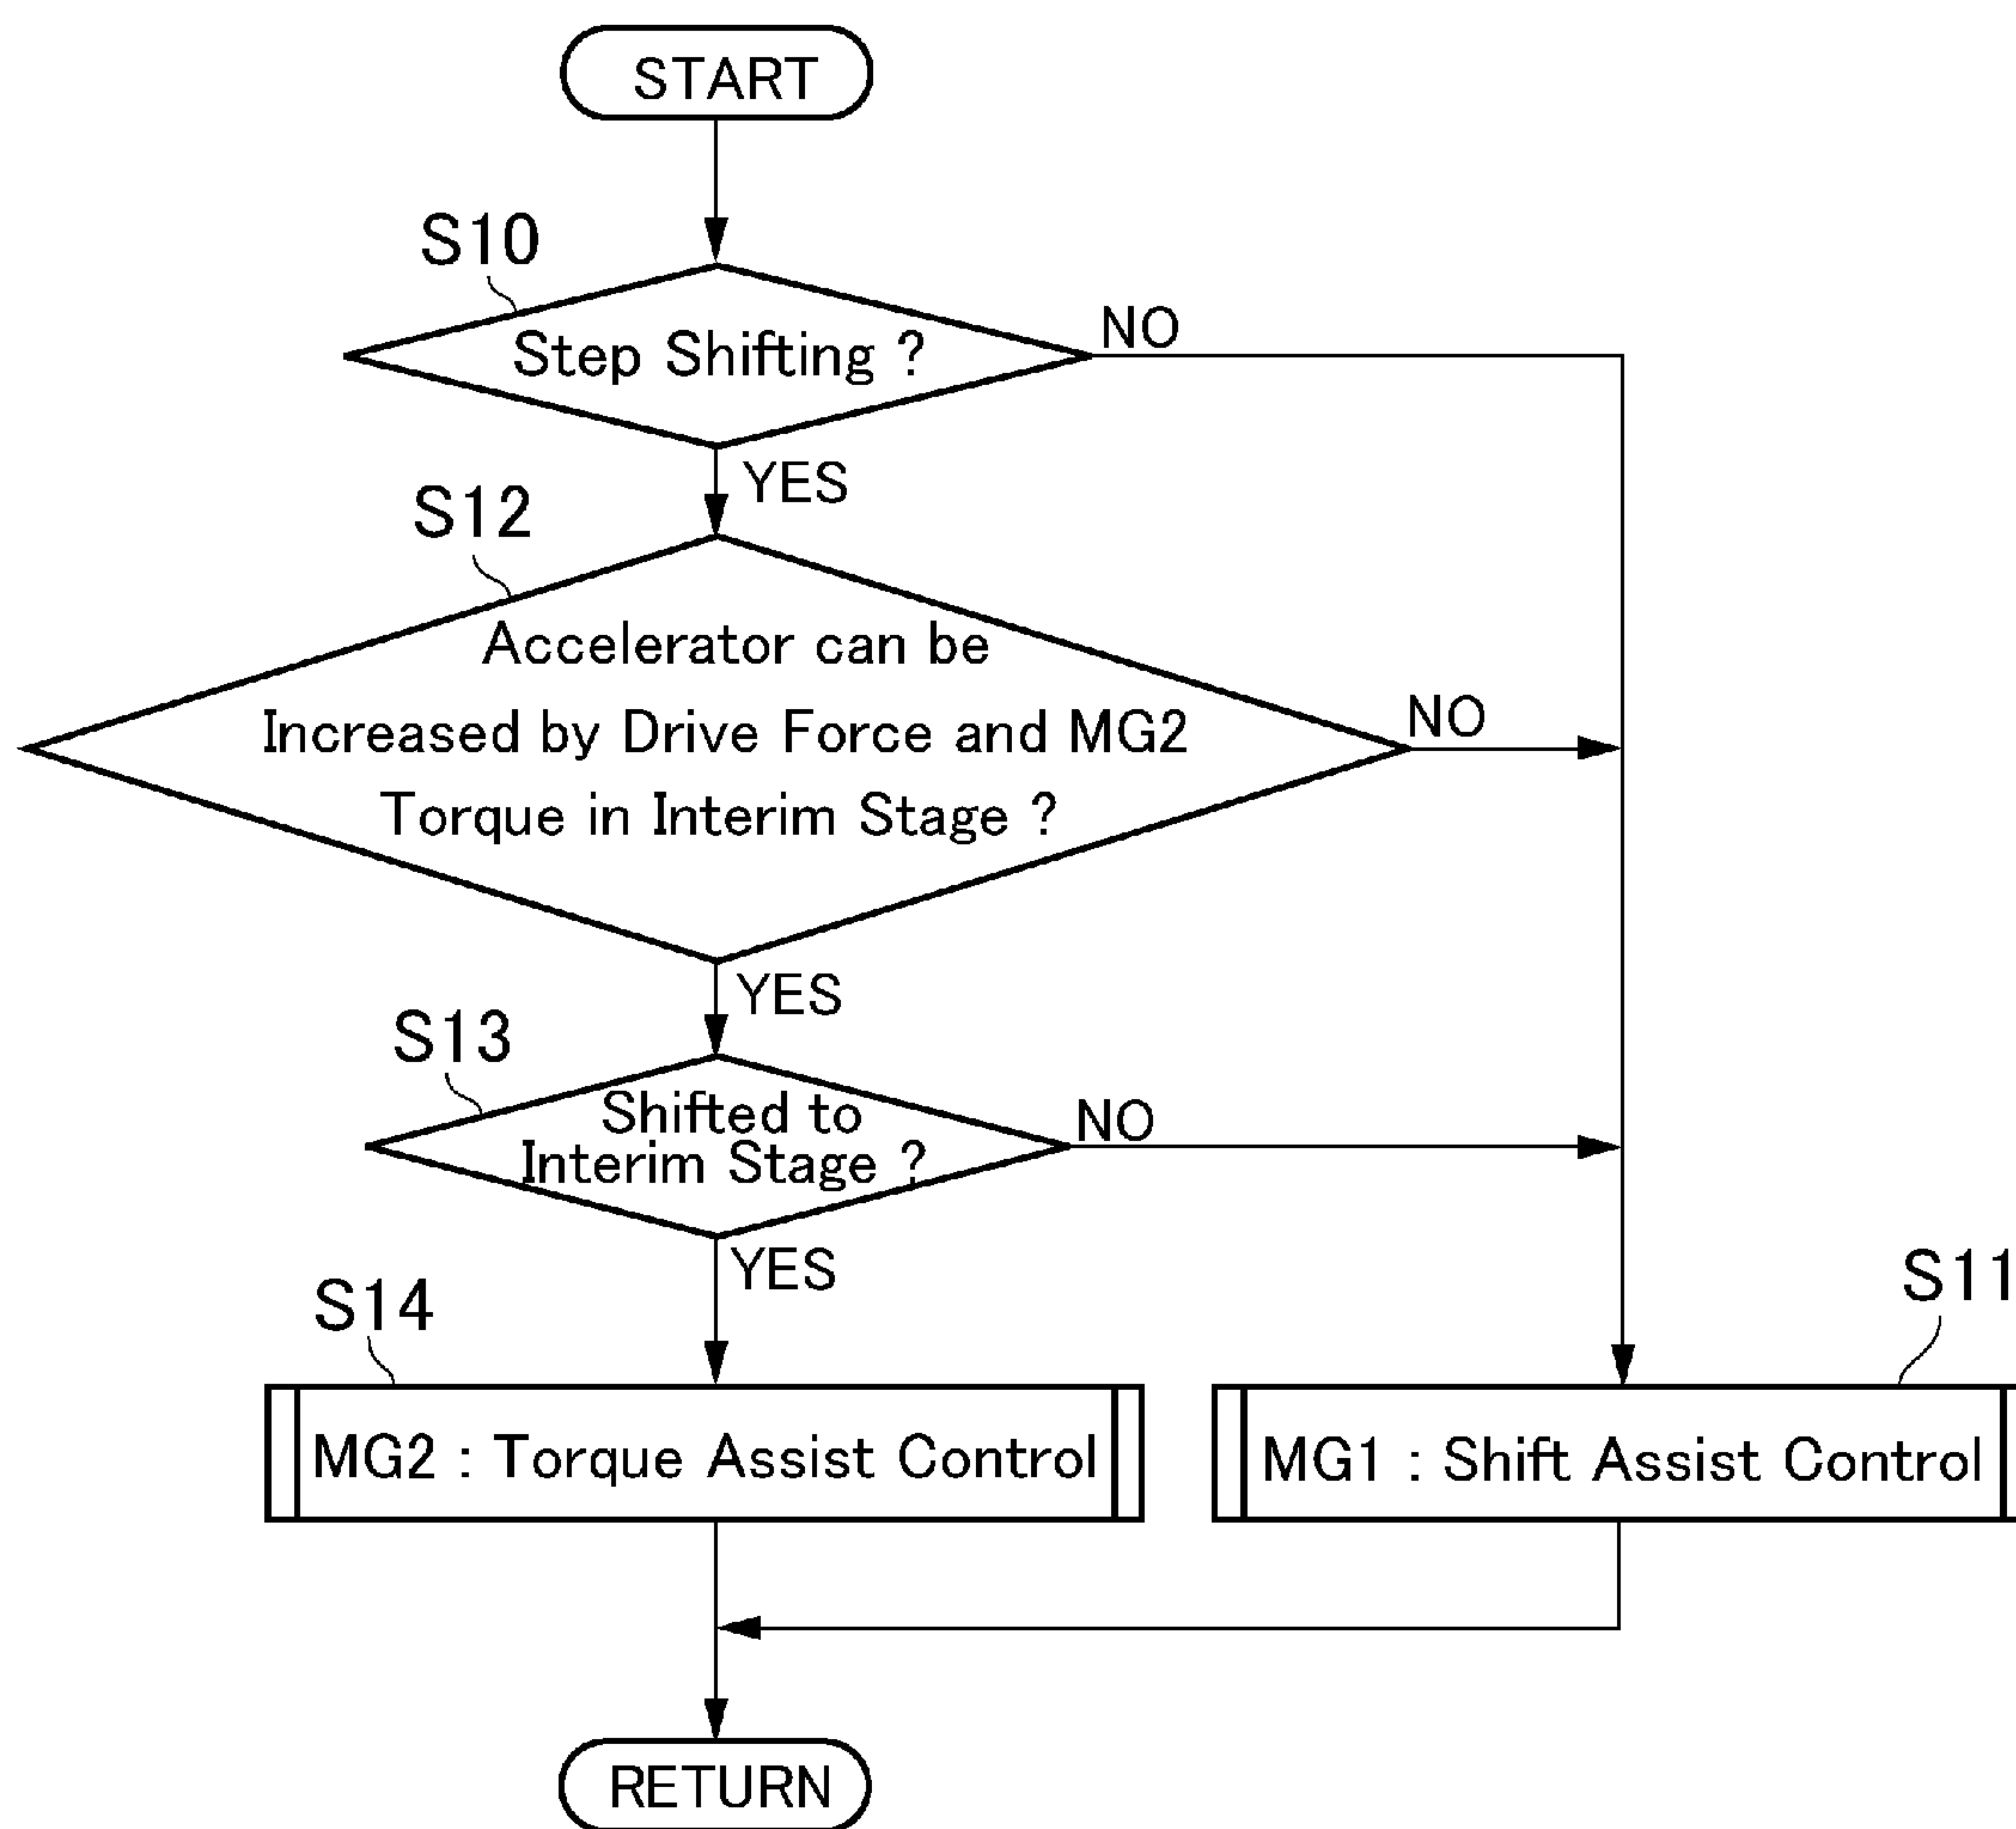 START
S10
Step Shifting ?
NO
YES
S12
Accelerator can be
Increased by Drive Force and MG2
Torque in Interim Stage ?
NO
YES
S13
Shifted to
Interim Stage ?
NO
YES
S14
MG2 : Torque Assist Control
S11
MG1 : Shift Assist Control
RETURN